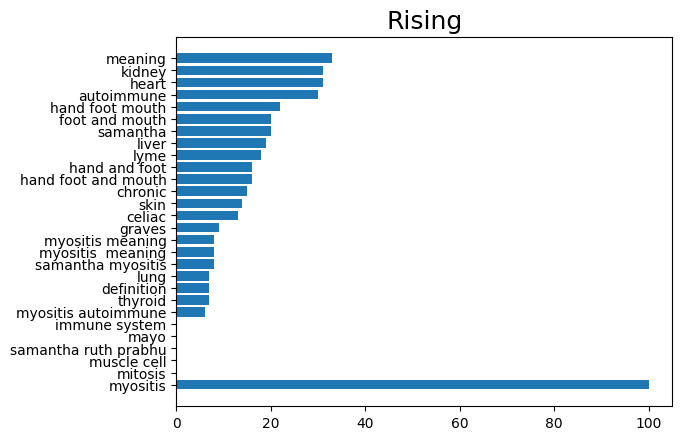 Rising
meaning
kidney
heart
autoimmune
hand foot mouth
foot and mouth
samantha
liver
lyme
hand and foot
hand foot and mouth
chronic
skin
celiac
graves
myositis meaning
myositis  meaning
samantha myositis
lung
definition
thyroid
myositis autoimmune
immune system
mayo
samantha ruth prabhu
muscle cell
mitosis
myositis
0 20 40 60 80 100